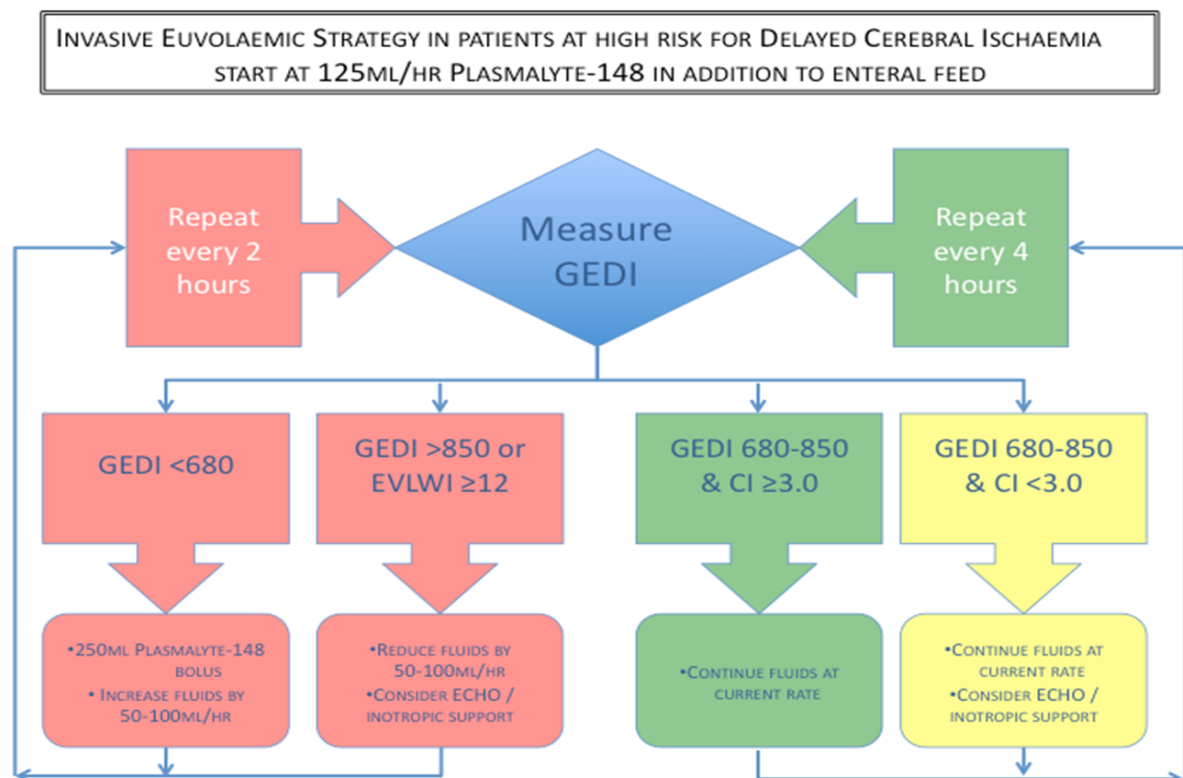 INVASIVE EUVOLAEMIC STRATEGY IN PATIENTS AT HIGH RISK FOR DELAYED CEREBRAL ISCHAEMIA
START AT 125ML/HR PLASMALYTE-148 IN ADDITION TO ENTERAL FEED
Repeat
every 2
hours
Measure
GEDI
Repeat
every 4
hours
GEDI <680
GEDI >850 or
EVLWI ≥12
GEDI 680-850
& CI ≥3.0
GEDI 680-850
& CI <3.0
•250ML PLASMALYTE-148
BOLUS
• INCREASE FLUIDS BY
50-100ML/HR
•REDUCE FLUIDS BY
50-100ML/HR
•CONSIDER ECHO /
INOTROPIC SUPPORT
•CONTINUE FLUIDS AT
CURRENT RATE
•CONTINUE FLUIDS AT
CURRENT RATE
•CONSIDER ECHO /
INOTROPIC SUPPORT